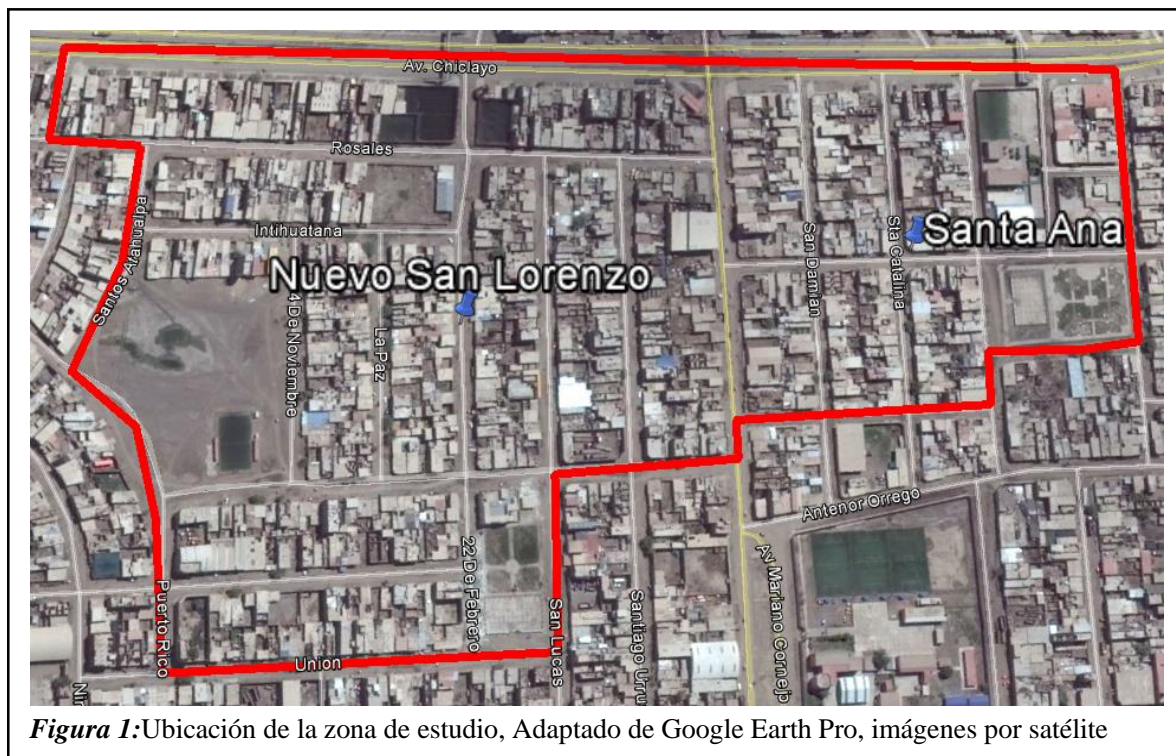 Av. Chiclayo
Rosales
Santos Atahualpa
Intihuatana
Nuevo San Lorenzo
Santa Ana
San Damian
Sta Catalina
4 De Noviembre
La Paz
Antenor Orrego
22 De Febrero
Puerto Rico
San Lucas
Santiago Urru
Av Mariano Cornejo
Union
Figura 1:Ubicación de la zona de estudio, Adaptado de Google Earth Pro, imágenes por satélite